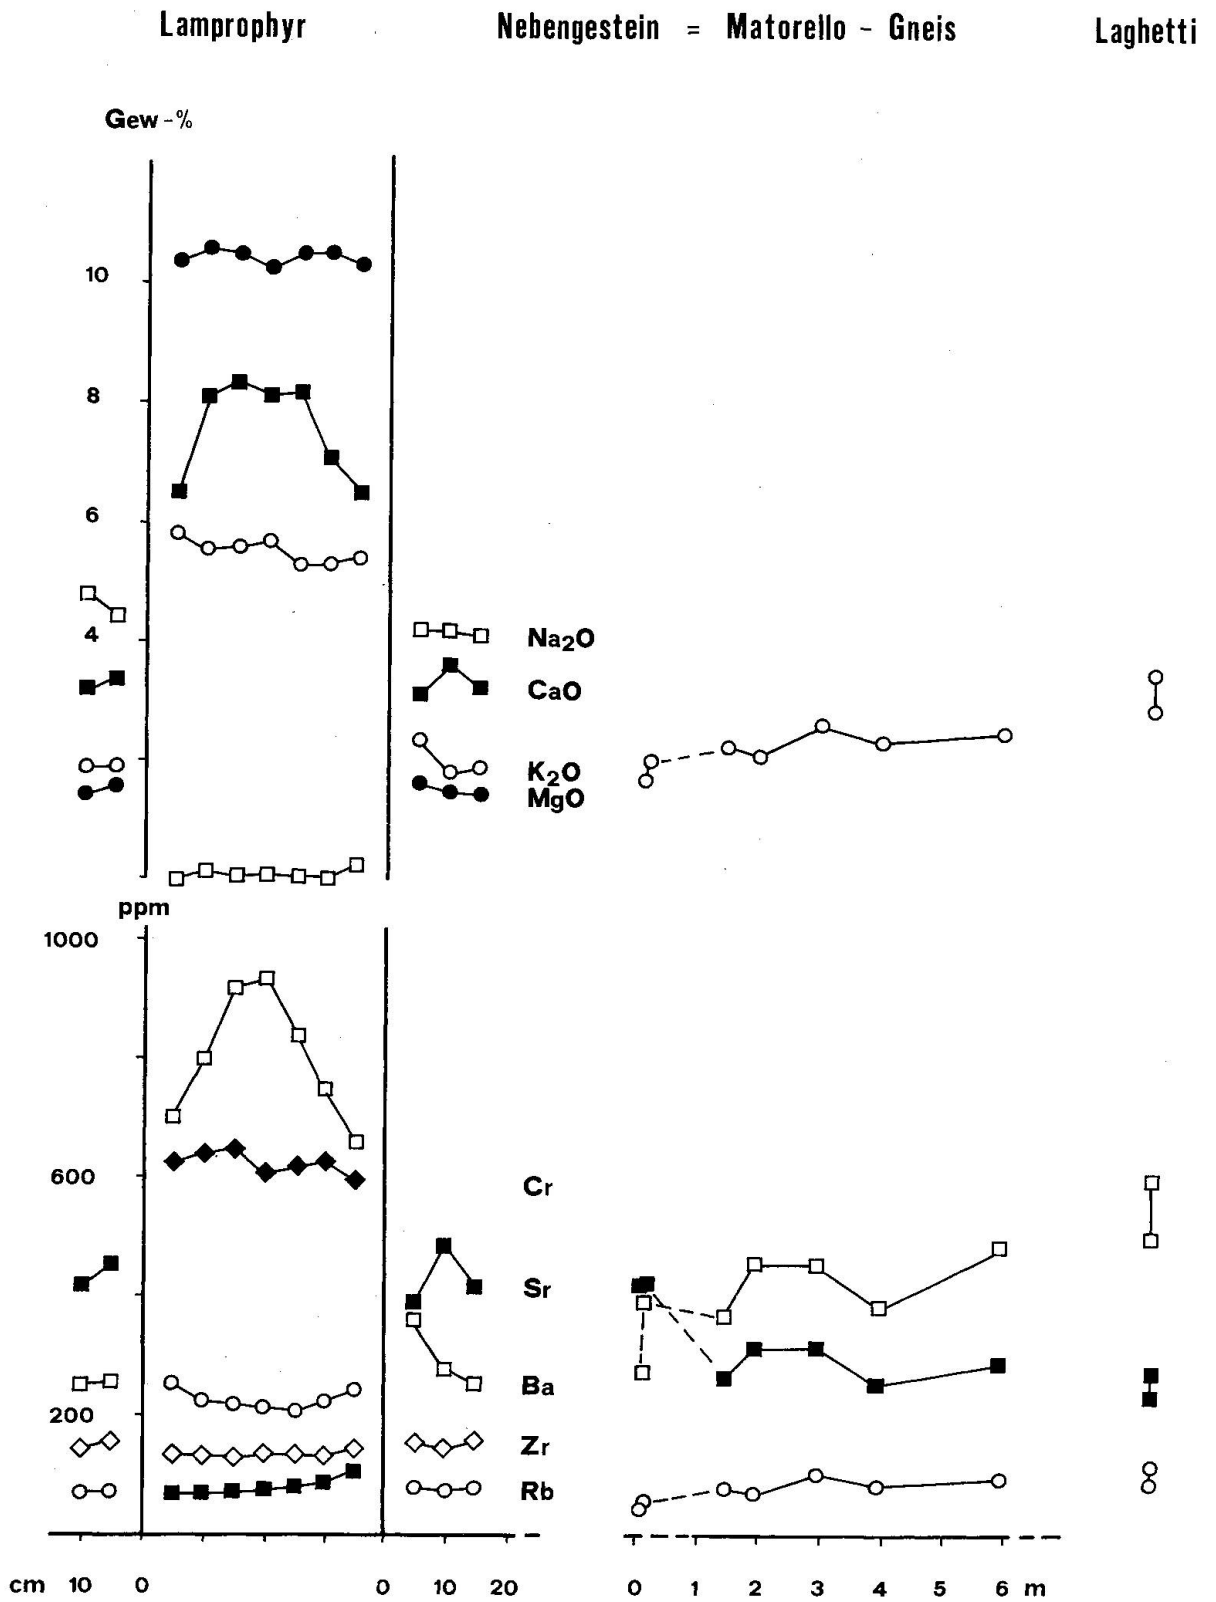 Lamprophyr Nebengestein = Matorello - Gneis Laghetti
Gew-%
10
8
6
4
Na2O
CaO
K2O
MgO
ppm
1000
600
Cr
Sr
Ba
200
Zr
Rb
cm 10 0 0 10 20 0 1 2 3 4 5 6 m